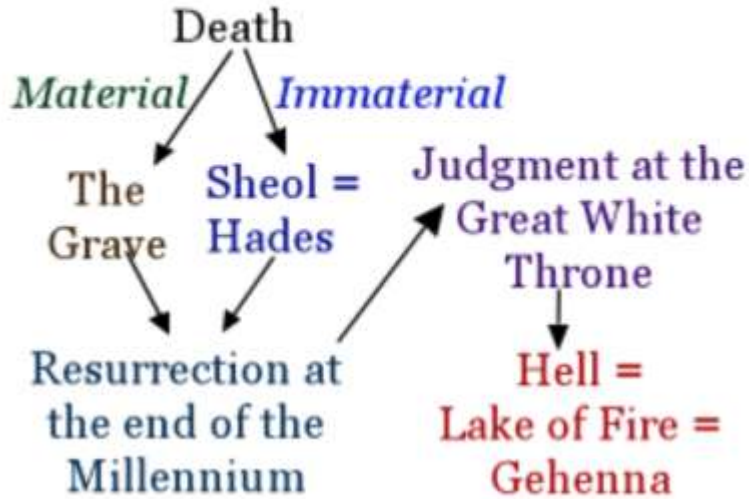 Death
Material
Immaterial
The
Grave
Sheol =
Hades
Judgment at the
Great White
Throne
Resurrection at
the end of the
Millennium
Hell =
Lake of Fire =
Gehenna